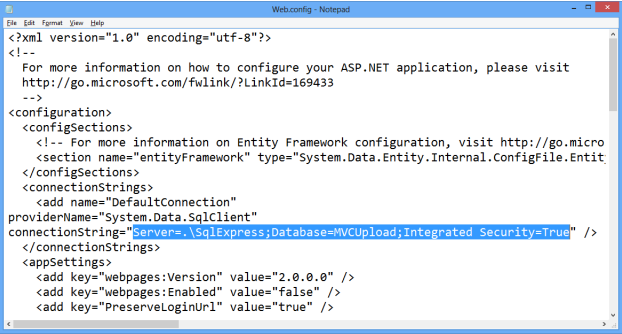 Web.config - Notepad
File Edit Format View Help
<?xml version="1.0" encoding="utf-8"?>
<!--
For more information on how to configure your ASP.NET application, please visit
http://go.microsoft.com/fwlink/?LinkId=169433
-->
<configuration>
<configSections>
<!-- For more information on Entity Framework configuration, visit http://go.micro
<section name="entityFramework" type="System.Data.Entity.Internal.ConfigFile.Entit
</configSections>
<connectionStrings>
<add name="DefaultConnection"
providerName="System.Data.SqlClient"
connectionString="Server=.\SqlExpress;Database=MVCUpload;Integrated Security=True" />
</connectionStrings>
<appSettings>
<add key="webpages:Version" value="2.0.0.0" />
<add key="webpages:Enabled" value="false" />
<add key="PreserveLoginUrl" value="true" />